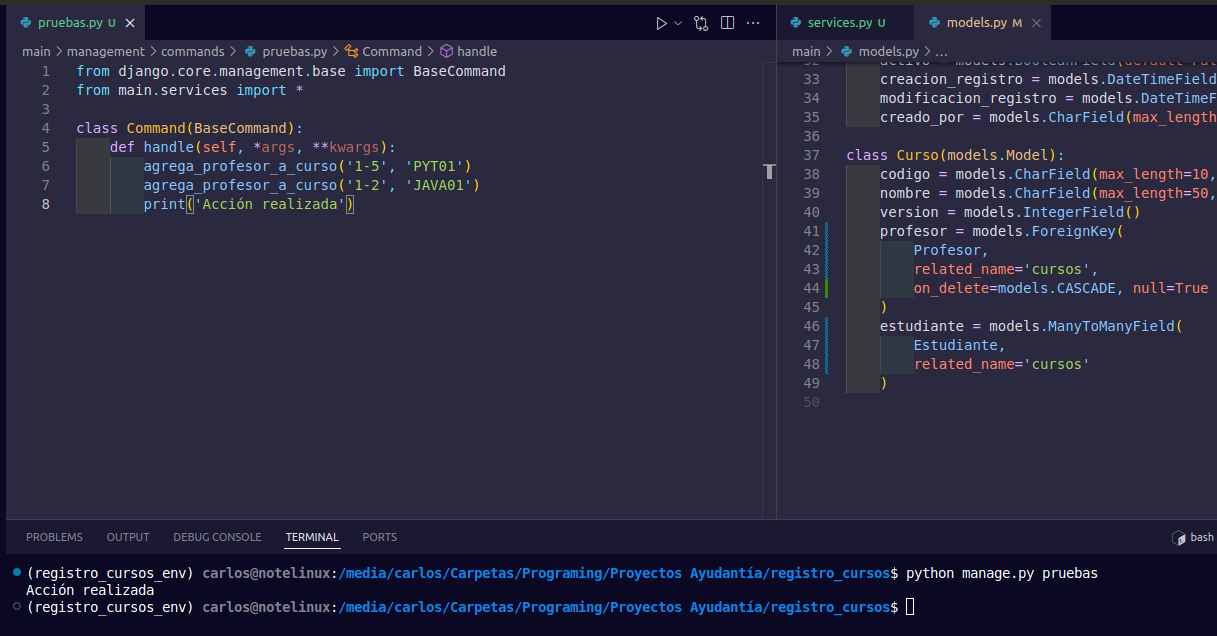 pruebas.py U
services.py U
models.py M
main > management > commands > pruebas.py > Command > handle
main > models.py > ...
1 from django.core.management.base import BaseCommand
2 from main.services import *
3
4 class Command(BaseCommand):
5 def handle(self, *args, **kwargs):
6 agrega_profesor_a_curso('1-5', 'PYT01')
7 agrega_profesor_a_curso('1-2', 'JAVA01')
8 print('Acción realizada')
33 creacion_registro = models.DateTimeField
34 modificacion_registro = models.DateTimeF
35 creado_por = models.CharField(max_length
36
37 class Curso(models.Model):
38 codigo = models.CharField(max_length=10,
39 nombre = models.CharField(max_length=50,
40 version = models.IntegerField()
41 profesor = models.ForeignKey(
42 Profesor,
43 related_name='cursos',
44 on_delete=models.CASCADE, null=True
45 )
46 estudiante = models.ManyToManyField(
47 Estudiante,
48 related_name='cursos'
49 )
50
PROBLEMS OUTPUT DEBUG CONSOLE TERMINAL PORTS
bash
(registro_cursos_env) carlos@notelinux:/media/carlos/Carpetas/Programing/Proyectos Ayudantía/registro_cursos$ python manage.py pruebas
Acción realizada
(registro_cursos_env) carlos@notelinux:/media/carlos/Carpetas/Programing/Proyectos Ayudantía/registro_cursos$